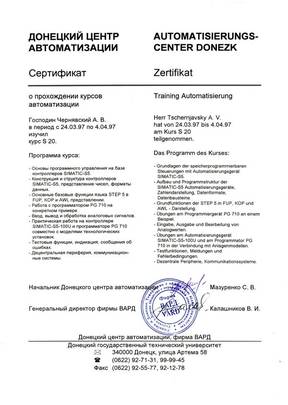 ДОНЕЦКИЙ ЦЕНТР
АВТОМАТИЗАЦИИ
Сертификат
о прохождении курсов
автоматизации
Господин Чернявский А. В.
в период с 24.03.97 по 4.04.97
изучил
курс S 20.
Программа курса:
- Основы программного управления на базе
контроллеров SIMATIC-S5.
- Конструкция и структура контроллеров
SIMATIC-S5, представление чисел, форматы
данных.
- Основные базовые функции языка STEP 5 в
FUP, KOP и AWL представлении.
- Работа с программатором PG 710 на
конкретном примере
- Ввод, вывод и обработка аналоговых сигналов.
- Практическая работа на контроллере
SIMATIC-S5-100U и программаторе PG 710
совместно с моделями технологических
установок.
- Тестовые функции, индикация, сообщения об
ошибках.
- Децентральная периферия, коммуникационные
системы.
AUTOMATISIERUNGS-
CENTER DONEZK
Zertifikat
Training Automatisierung
Herr Tschernjavsky A. V.
hat von 24.03.97 bis 4.04.97
am Kurs S 20
teilgenommen.
Das Programm des Kurses:
- Grundlagen der speicherprogrammierbaren
Steuerungen mit Automatisierungsgerät
SIMATIC-S5.
- Aufbau und Programmstruktur der
SIMATIC-S5 Automatisierungsgeräte,
Zahlendarstellung, Datenformate,
Datenbausteine
- Grundfunktionen der STEP 5 in FUP, KOP und
AWL - Darstellung.
- Übungen am Programmiergerät PG 710 an einem
Beispiel.
- Eingabe, Ausgabe und Bearbeitung von
Analogwerten.
- Übungen am Automatisierungsgerät
SIMATIC-S5-100U und am Programmiergerät PG
710 in der Verbindung mit Anlagenmodellen.
- Testfunktionen, Meldungen und
Fehlerbedingungen.
- Dezentrale Peripherie, Kommunikationssysteme.
Начальник Донецкого центра автоматизации
Мазуренко С. В.
Генеральный директор фирмы ВАРД
Калашников В. И.
Фирма
ВАРД
VARD
Донецкий центр автоматизации, фирма ВАРД
Донецкий государственный технический университет
340000 Донецк, улица Артема 58
☎ (0622) 92-71-31, 99-99-45
Факс (0622) 92-55-77, 92-12-78